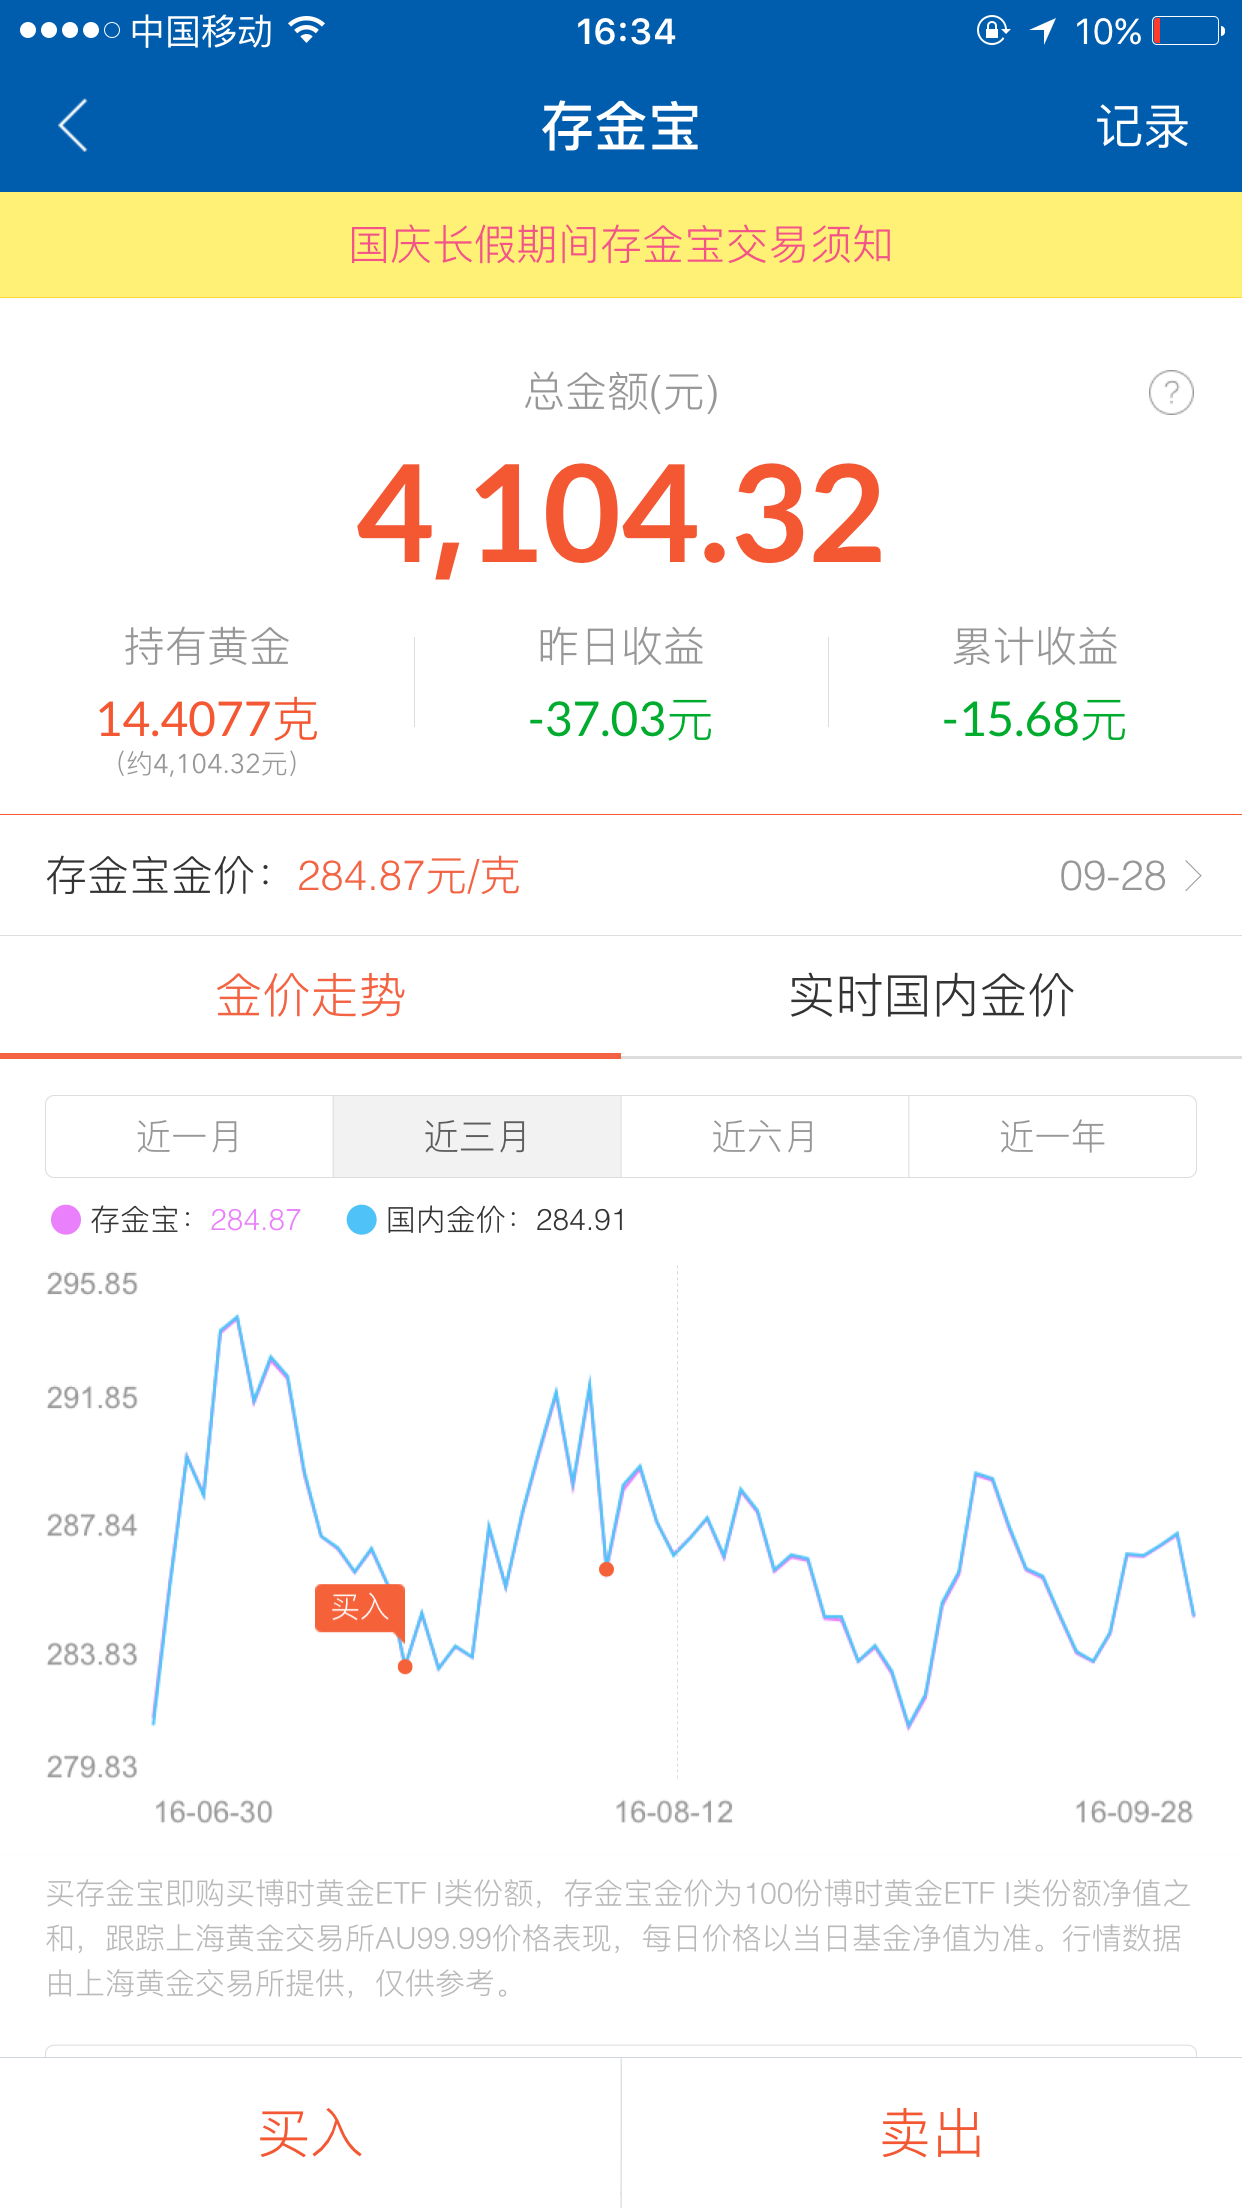 中国移动 16:34 10%
存金宝 记录
国庆长假期间存金宝交易须知
总金额(元) ?
4,104.32
持有黄金 昨日收益 累计收益
14.4077克 -37.03元 -15.68元
(约4,104.32元)
存金宝金价: 284.87元/克 09-28
金价走势 实时国内金价
近一月 近三月 近六月 近一年
存金宝: 284.87 国内金价: 284.91
295.85
291.85
287.84
买入
283.83
279.83
16-06-30 16-08-12 16-09-28
买存金宝即购买博时黄金ETF I类份额,存金宝金价为100份博时黄金ETF I类份额净值之
和,跟踪上海黄金交易所AU99.99价格表现,每日价格以当日基金净值为准。行情数据
由上海黄金交易所提供,仅供参考。
买入 卖出